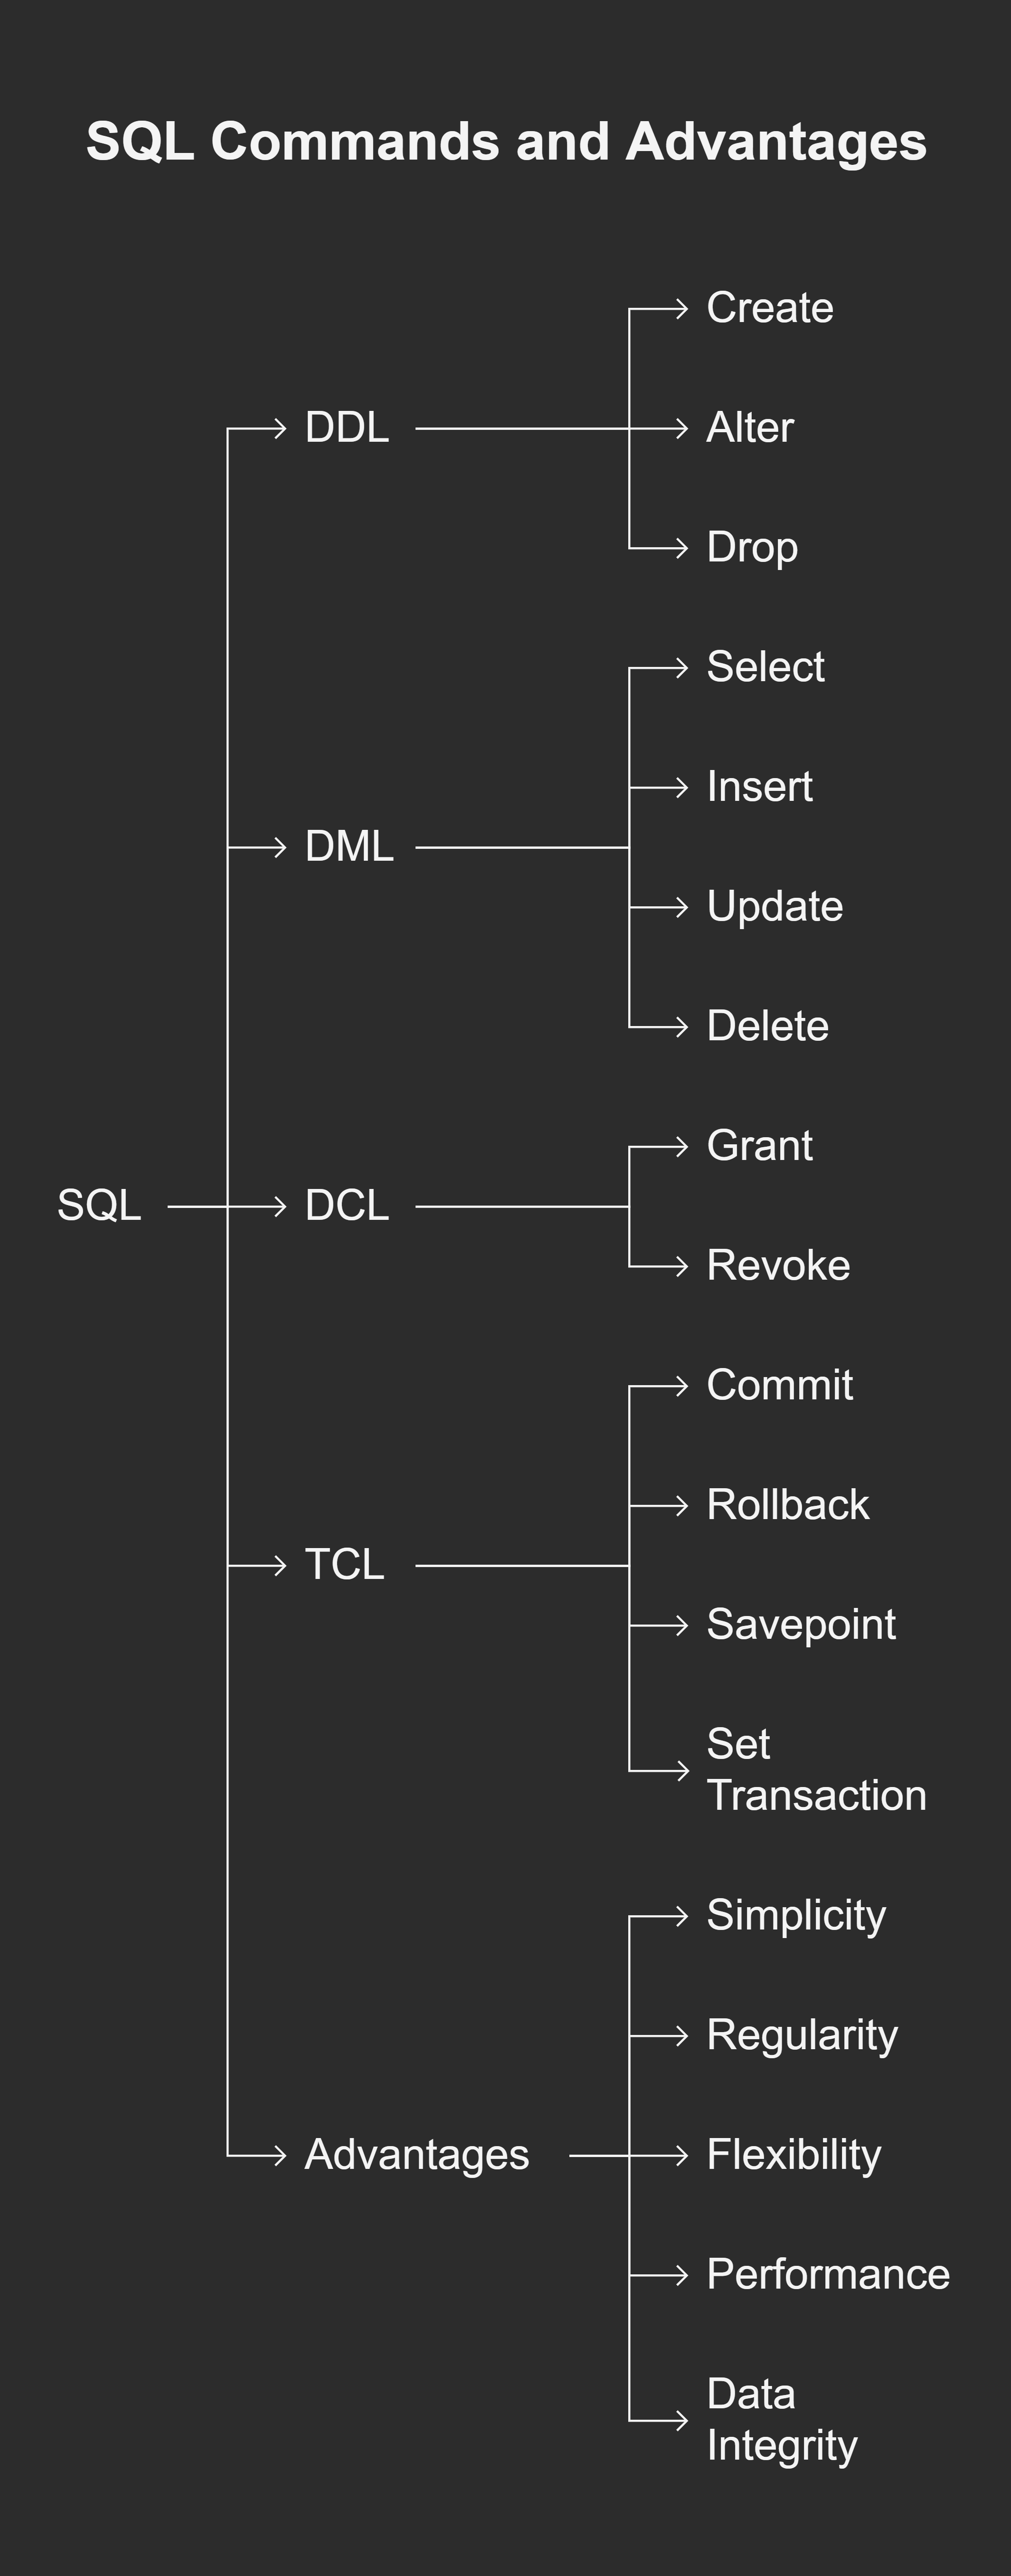 SQL Commands and Advantages
SQL
DDL
Create
Alter
Drop
DML
Select
Insert
Update
Delete
DCL
Grant
Revoke
TCL
Commit
Rollback
Savepoint
Set
Transaction
Advantages
Simplicity
Regularity
Flexibility
Performance
Data
Integrity